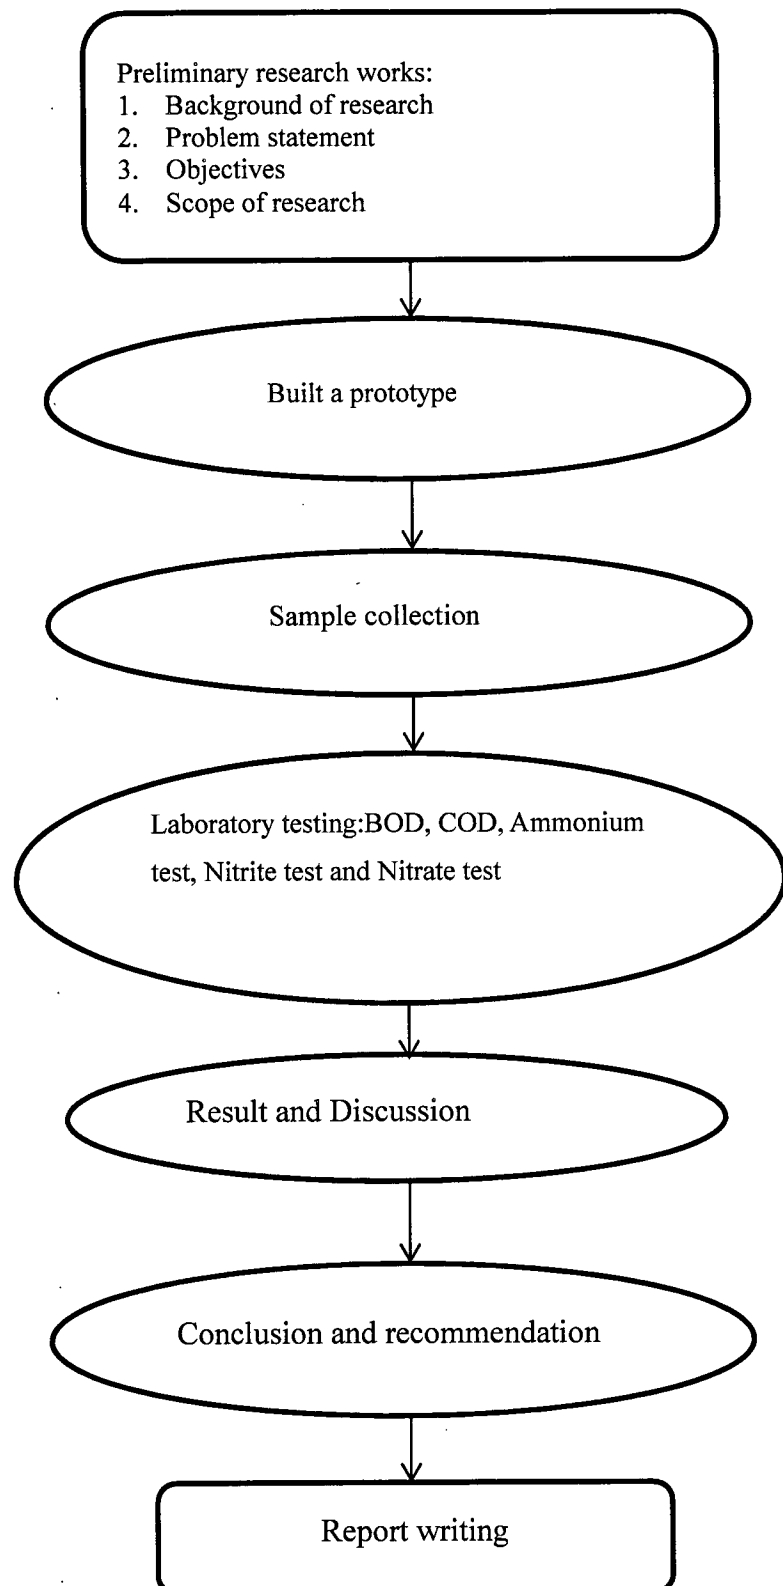 Preliminary research works:
1. Background of research
2. Problem statement
3. Objectives
4. Scope of research
Built a prototype
Sample collection
Laboratory testing:BOD, COD, Ammonium
test, Nitrite test and Nitrate test
Result and Discussion
Conclusion and recommendation
Report writing